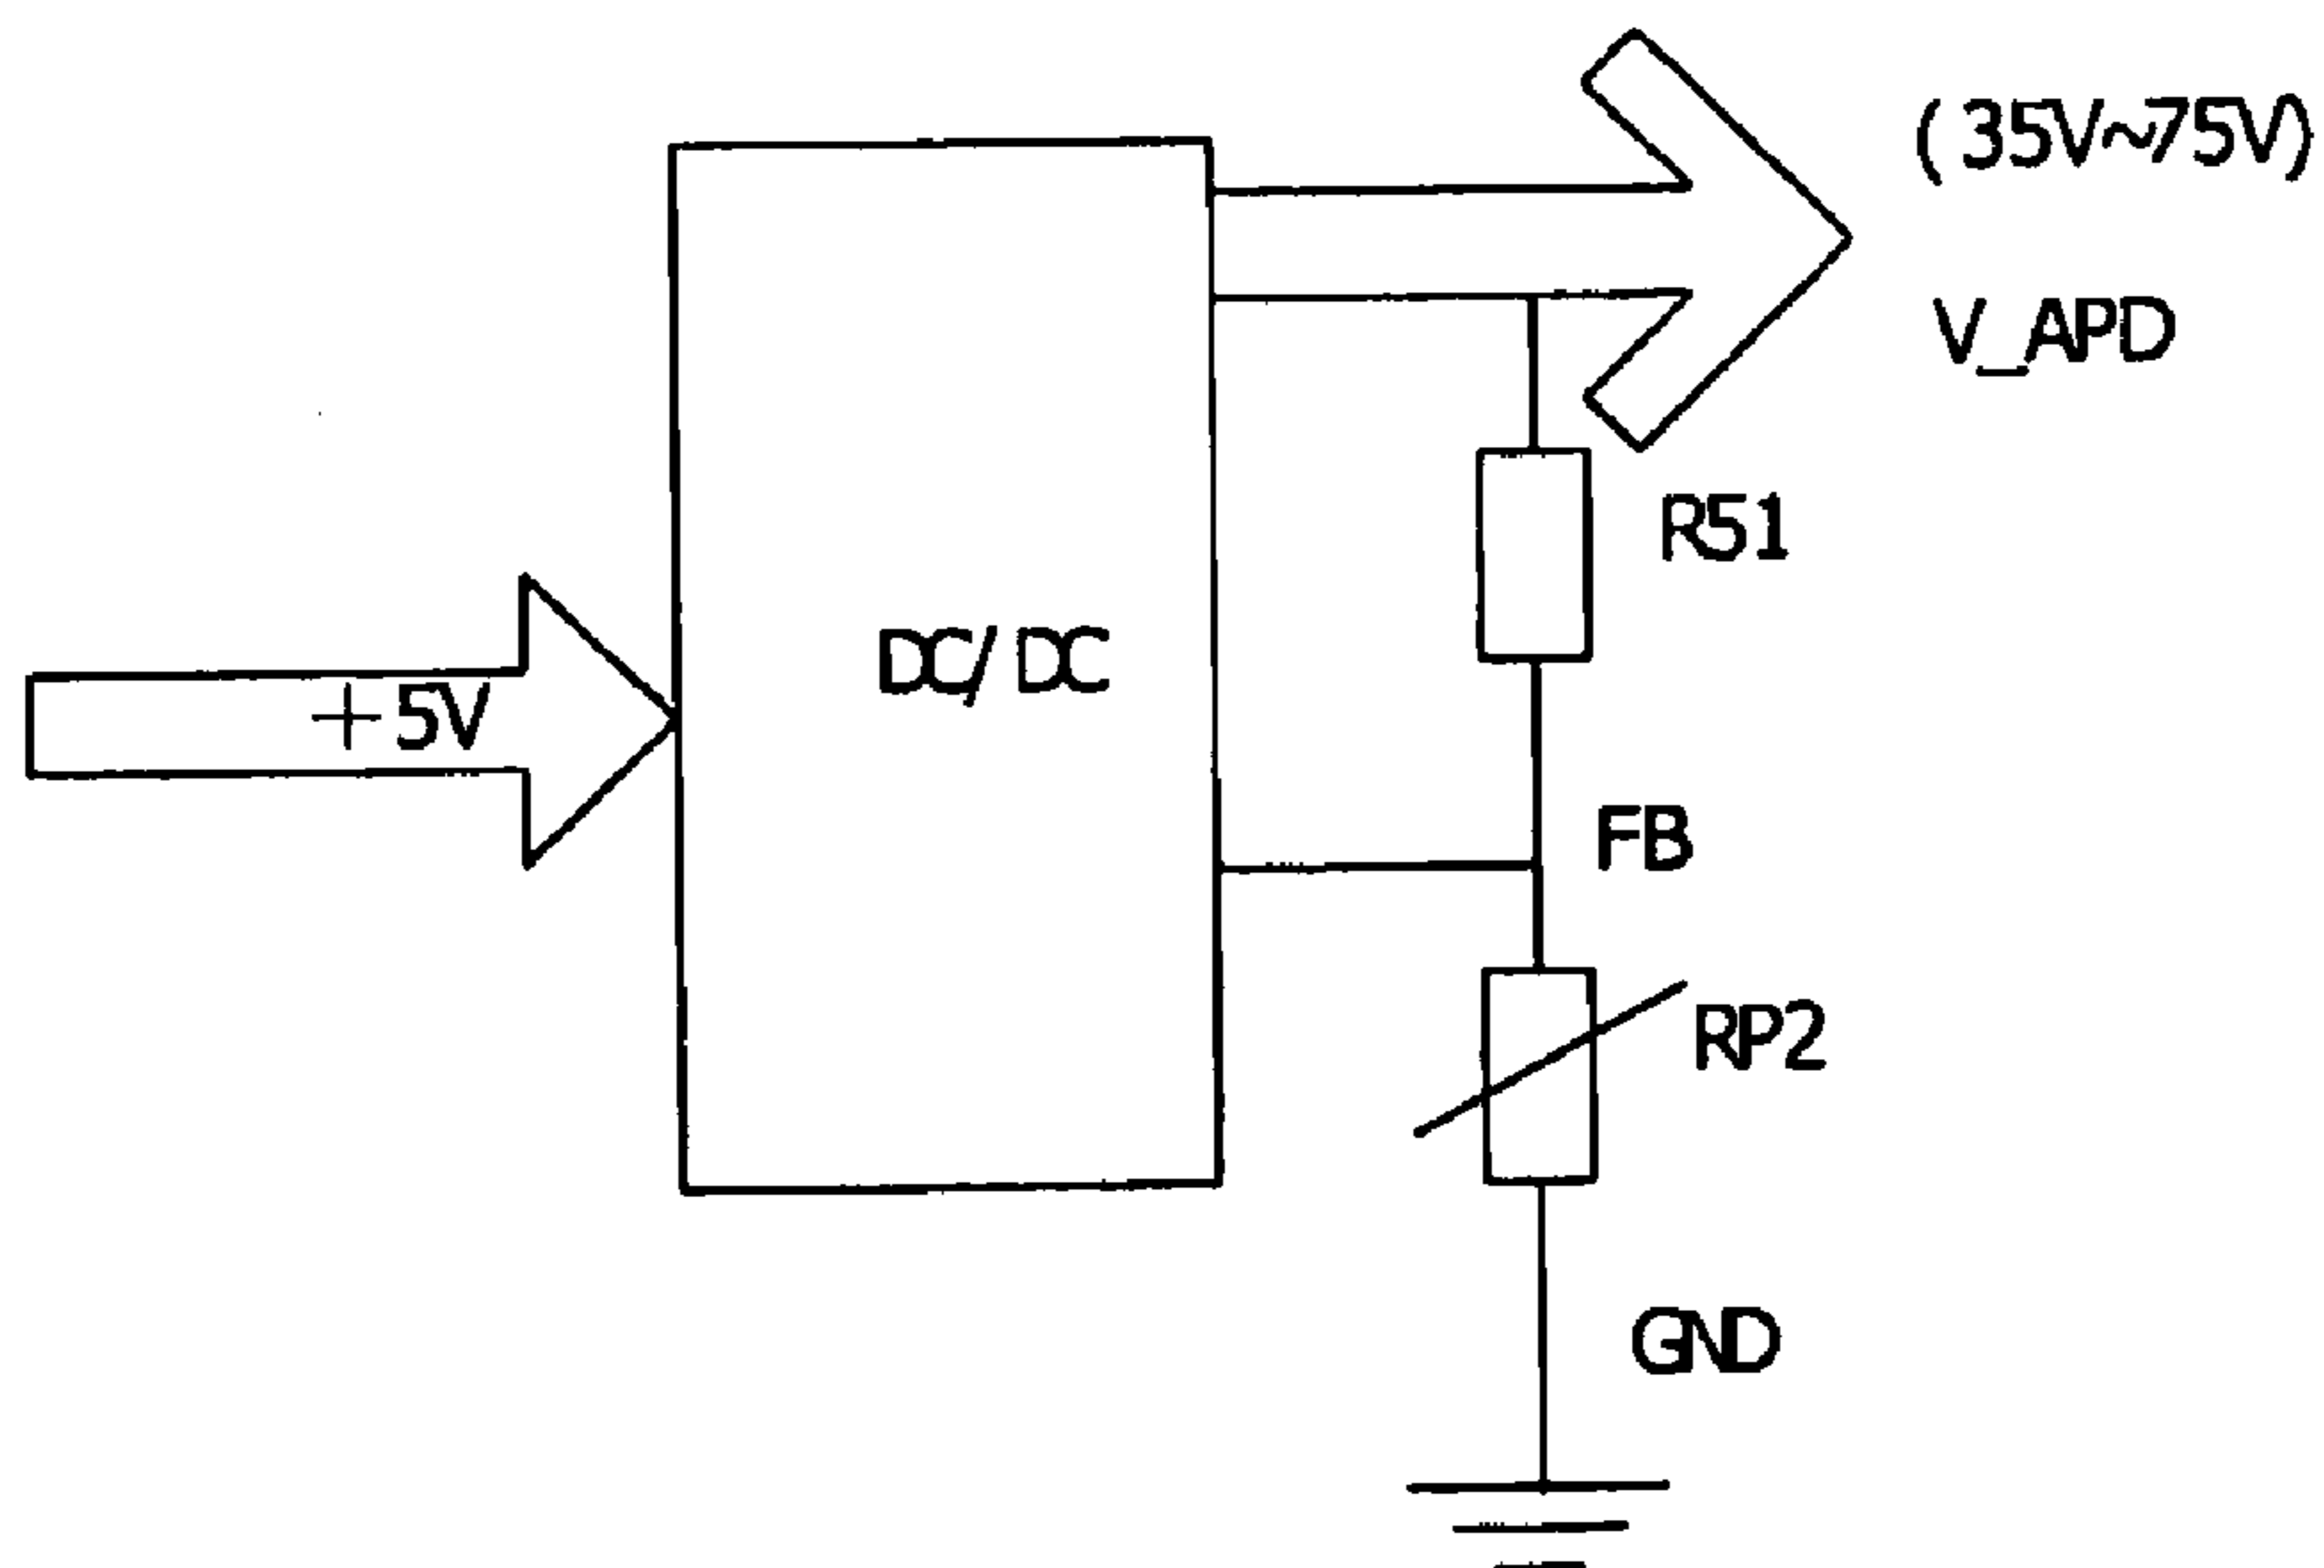 (35V~75V)
V_APD
R51
+5V
DC/DC
FB
RP2
GND